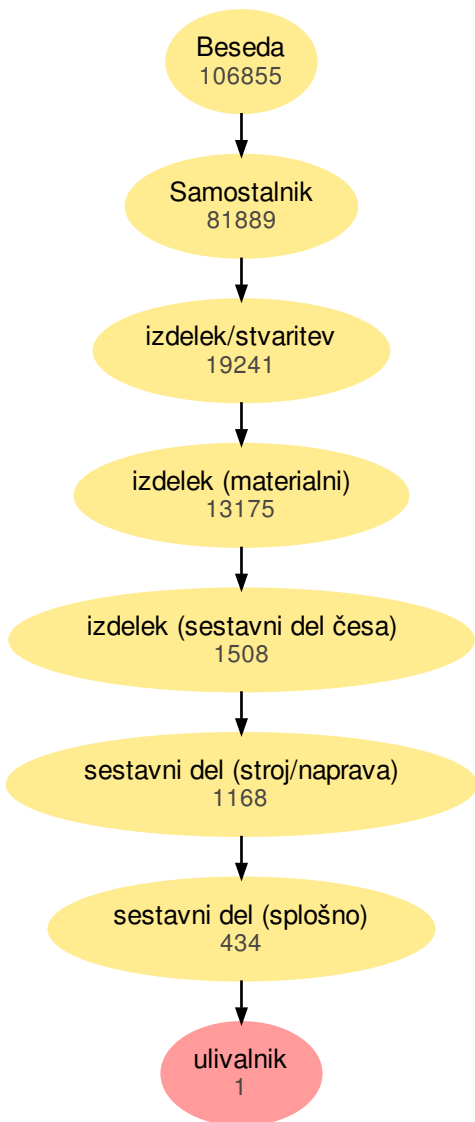 Beseda
106855
Samostalnik
81889
izdelek/stvaritev
19241
izdelek (materialni)
13175
izdelek (sestavni del česa)
1508
sestavni del (stroj/naprava)
1168
sestavni del (splošno)
434
ulivalnik
1